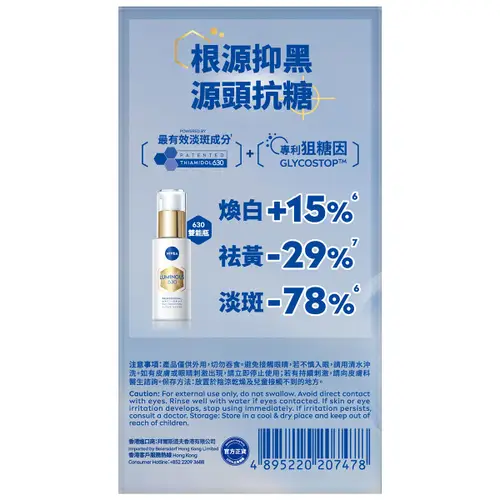 根源抑黑
源頭抗糖
POWERED BY
最有效淡斑成分1
PATENTED
THIAMIDOL630
+
專利狙糖因
GLYCOSTOP™
630
雙能瓶
NIVEA
LUMINOUS
630
煥白+15%6
祛黃-29%7
淡斑-78%6
注意事項:產品僅供外用,切勿吞食。避免接觸眼睛,若不慎入眼,請用清水沖
洗。如有皮膚或眼睛刺激出現,請立即停止使用;若有持續刺激,請向皮膚科
醫生諮詢。保存方法:放置於陰涼乾燥及兒童接觸不到的地方。
Caution: For external use only, do not swallow. Avoid direct contact
with eyes. Rinse well with water if eyes contacted. If skin or eye
irritation develops, stop using immediately. If irritation persists,
consult a doctor. Storage: Store in a cool & dry place and keep out of
reach of children.
香港進口商:拜爾斯道夫香港有限公司
Imported by Beiersdorf Hong Kong Limited
香港客戶服務熱線 Hong Kong
Consumer Hotline: +852 2209 3688
官方正貨
4 895220 207478